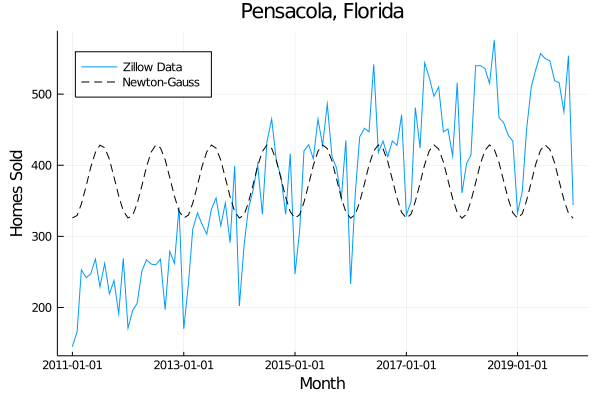 Pensacola, Florida
Zillow Data
Newton-Gauss
500
400
300
200
Homes Sold
2011-01-01 2013-01-01 2015-01-01 2017-01-01 2019-01-01
Month